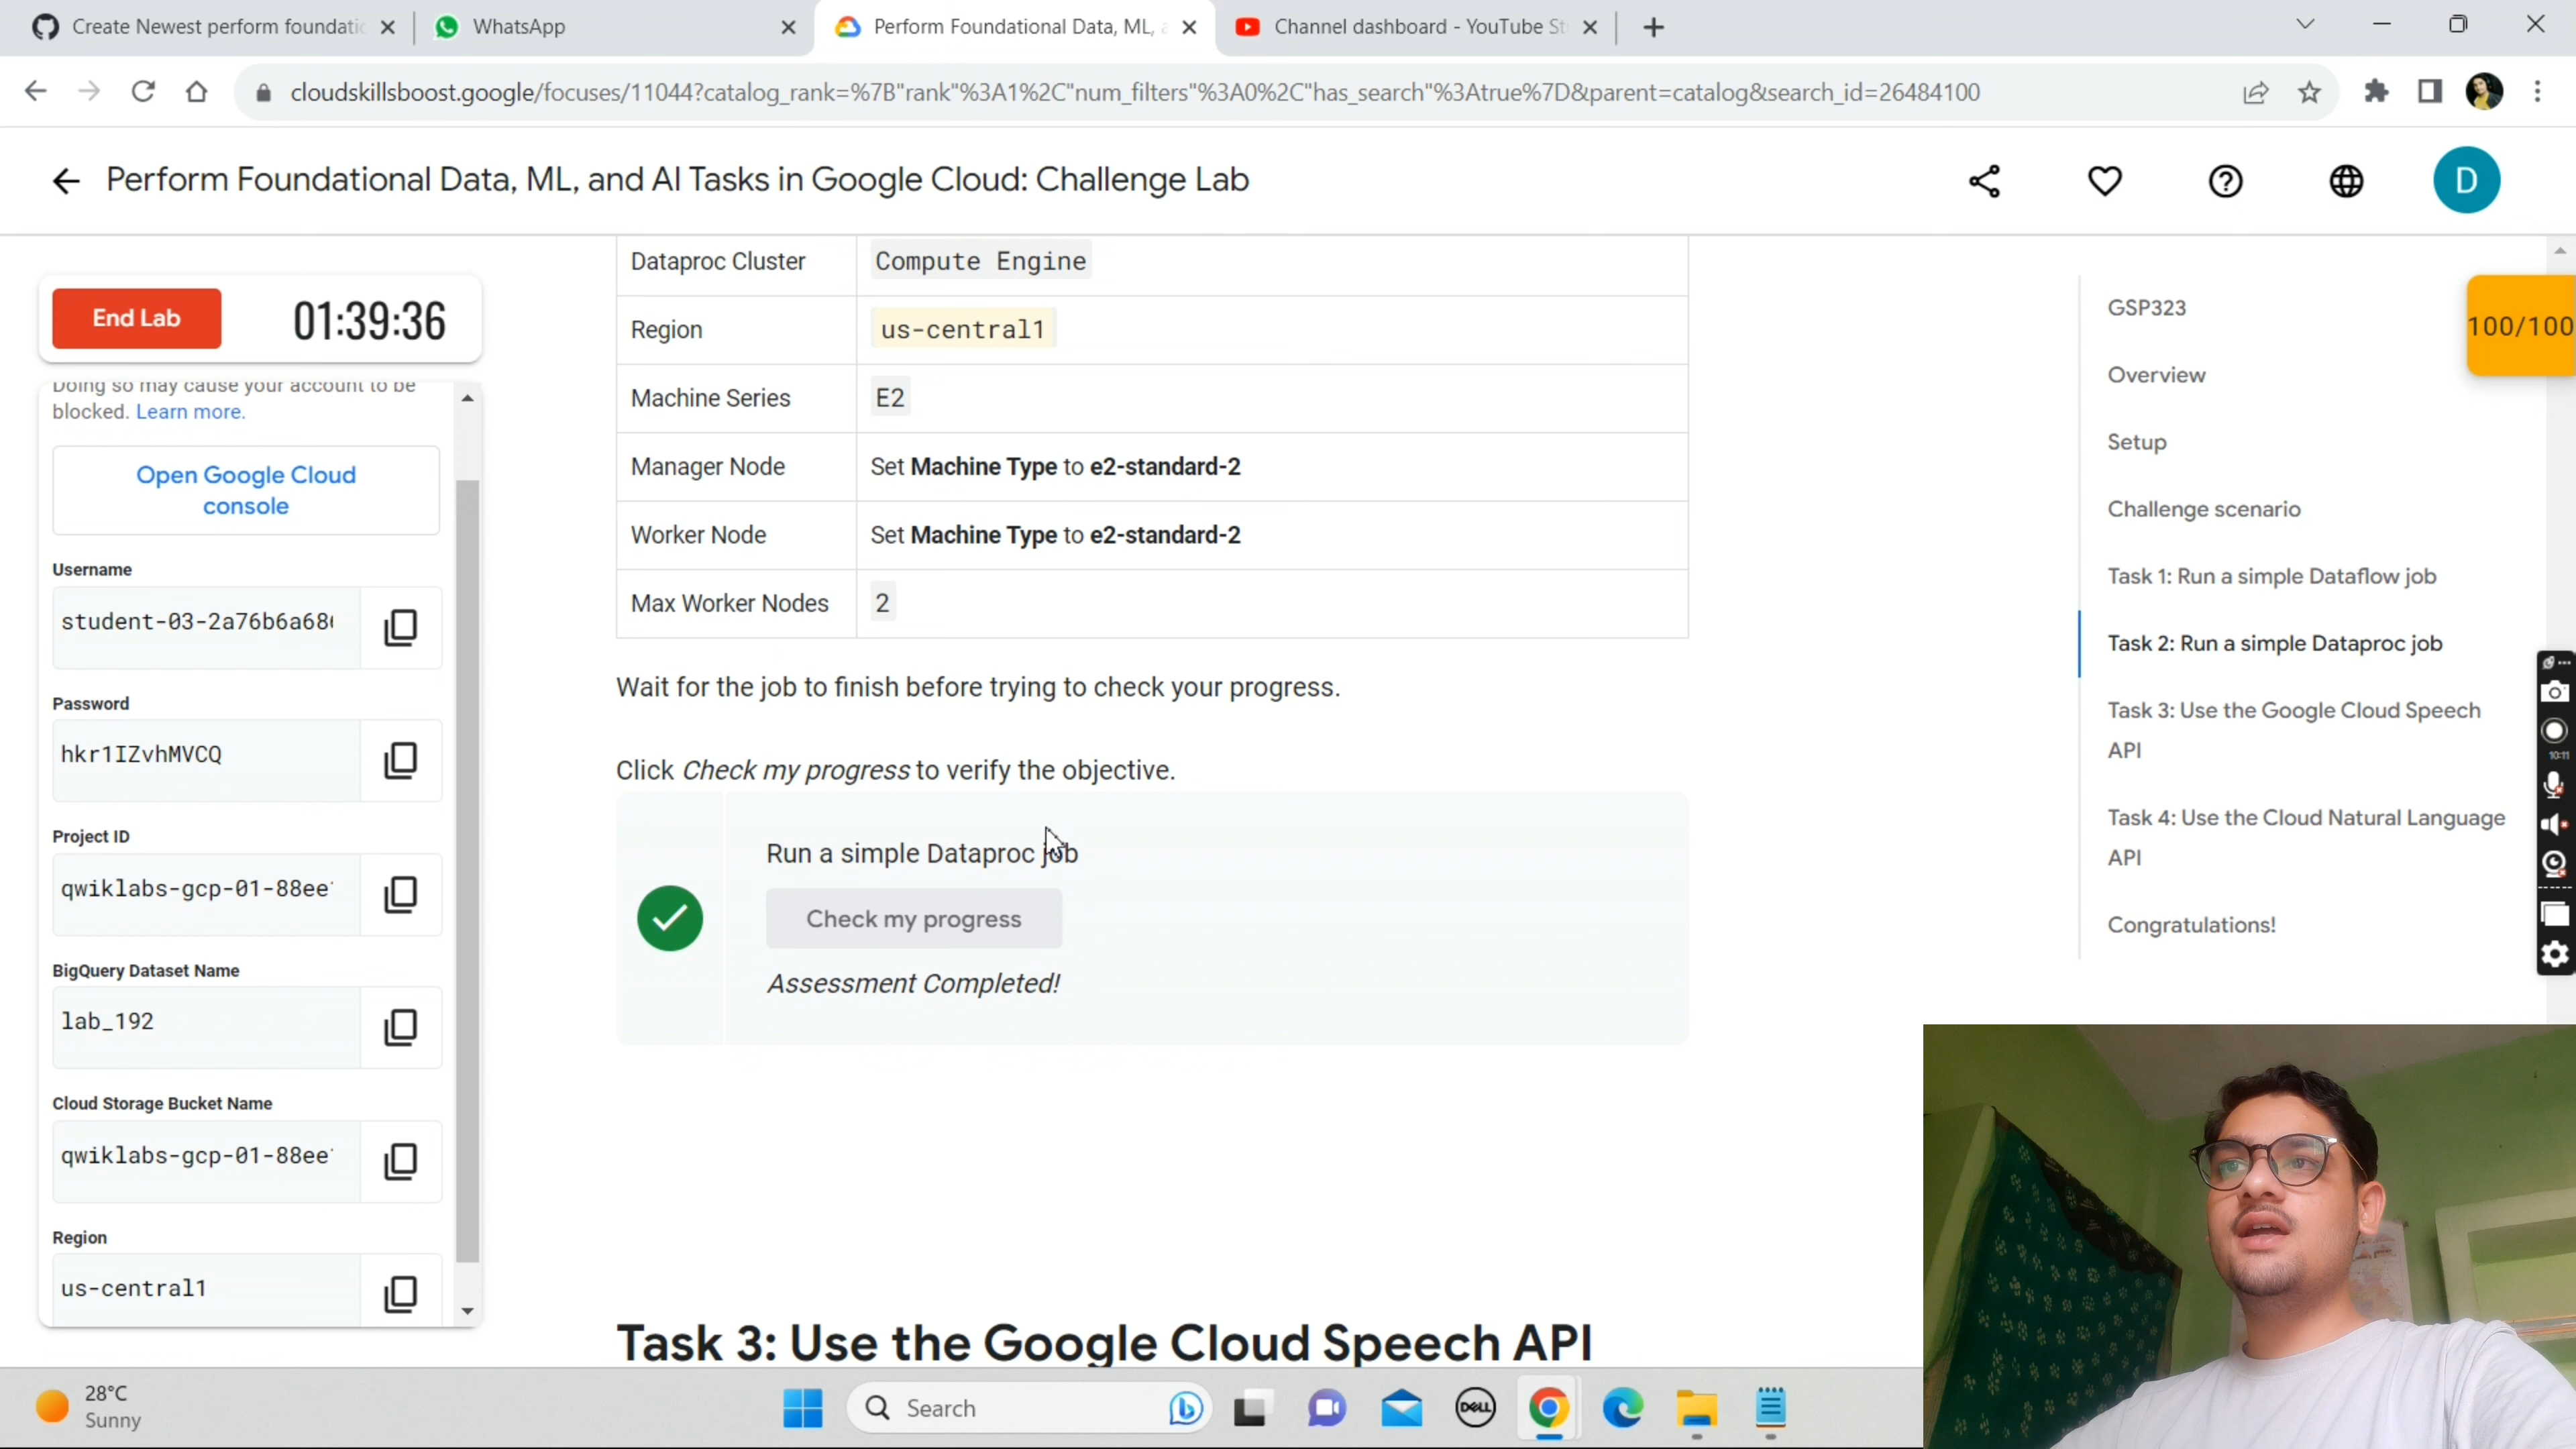 Create Newest perform foundatic
WhatsApp
Perform Foundational Data, ML, a
Channel dashboard - YouTube St
cloudskillsboost.google/focuses/11044?catalog_rank=%7B"rank"%3A1%2C"num_filters"%3A0%2C"has_search"%3Atrue%7D&parent=catalog&search_id=26484100
Perform Foundational Data, ML, and AI Tasks in Google Cloud: Challenge Lab
D
End Lab
01:39:36
Doing so may cause your account to be
blocked. Learn more.
Open Google Cloud
console
Username
student-03-2a76b6a68
Password
hkr1IZvhMVCQ
Project ID
qwiklabs-gcp-01-88ee
BigQuery Dataset Name
lab_192
Cloud Storage Bucket Name
qwiklabs-gcp-01-88ee
Region
us-central1
Dataproc Cluster
Compute Engine
Region
us-central1
Machine Series
E2
Manager Node
Set Machine Type to e2-standard-2
Worker Node
Set Machine Type to e2-standard-2
Max Worker Nodes
2
Wait for the job to finish before trying to check your progress.
Click Check my progress to verify the objective.
Run a simple Dataproc job
Check my progress
Assessment Completed!
Task 3: Use the Google Cloud Speech API
GSP323
100/100
Overview
Setup
Challenge scenario
Task 1: Run a simple Dataflow job
Task 2: Run a simple Dataproc job
Task 3: Use the Google Cloud Speech
API
Task 4: Use the Cloud Natural Language
API
Congratulations!
10:11
28°C
Sunny
Search
DELL